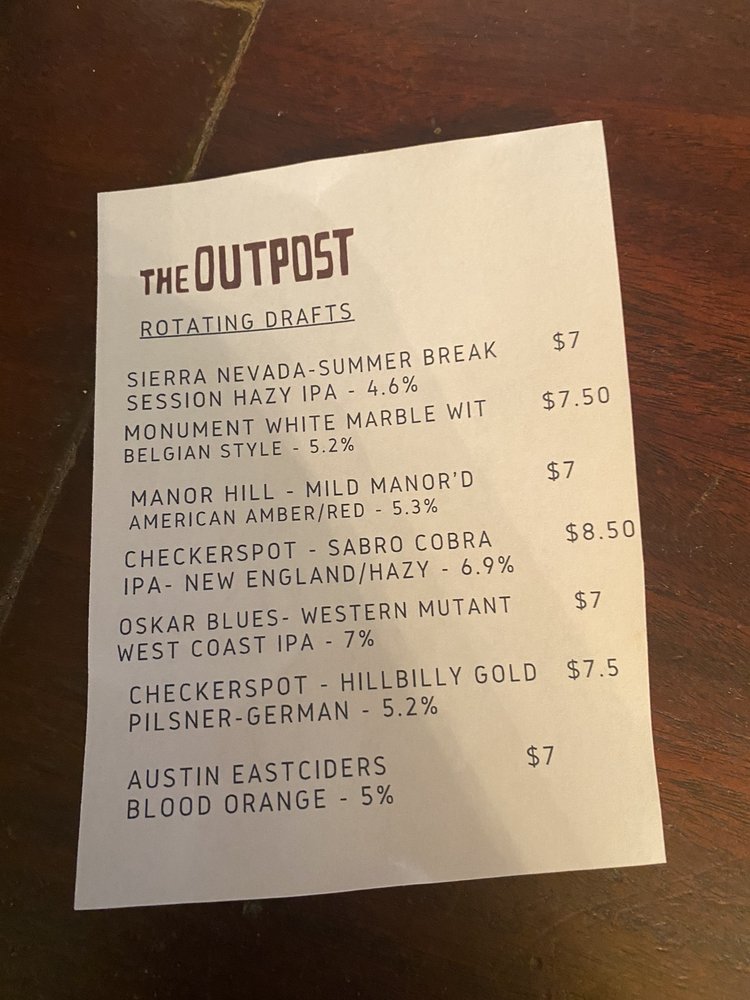 THE OUTPOST
ROTATING DRAFTS
SIERRA NEVADA-SUMMER BREAK $7
SESSION HAZY IPA - 4.6%
MONUMENT WHITE MARBLE WIT $7.50
BELGIAN STYLE - 5.2%
MANOR HILL - MILD MANOR'D $7
AMERICAN AMBER/RED - 5.3%
CHECKERSPOT - SABRO COBRA $8.50
IPA- NEW ENGLAND/HAZY - 6.9%
OSKAR BLUES- WESTERN MUTANT $7
WEST COAST IPA - 7%
CHECKERSPOT - HILLBILLY GOLD $7.5
PILSNER-GERMAN - 5.2%
AUSTIN EASTCIDERS $7
BLOOD ORANGE - 5%